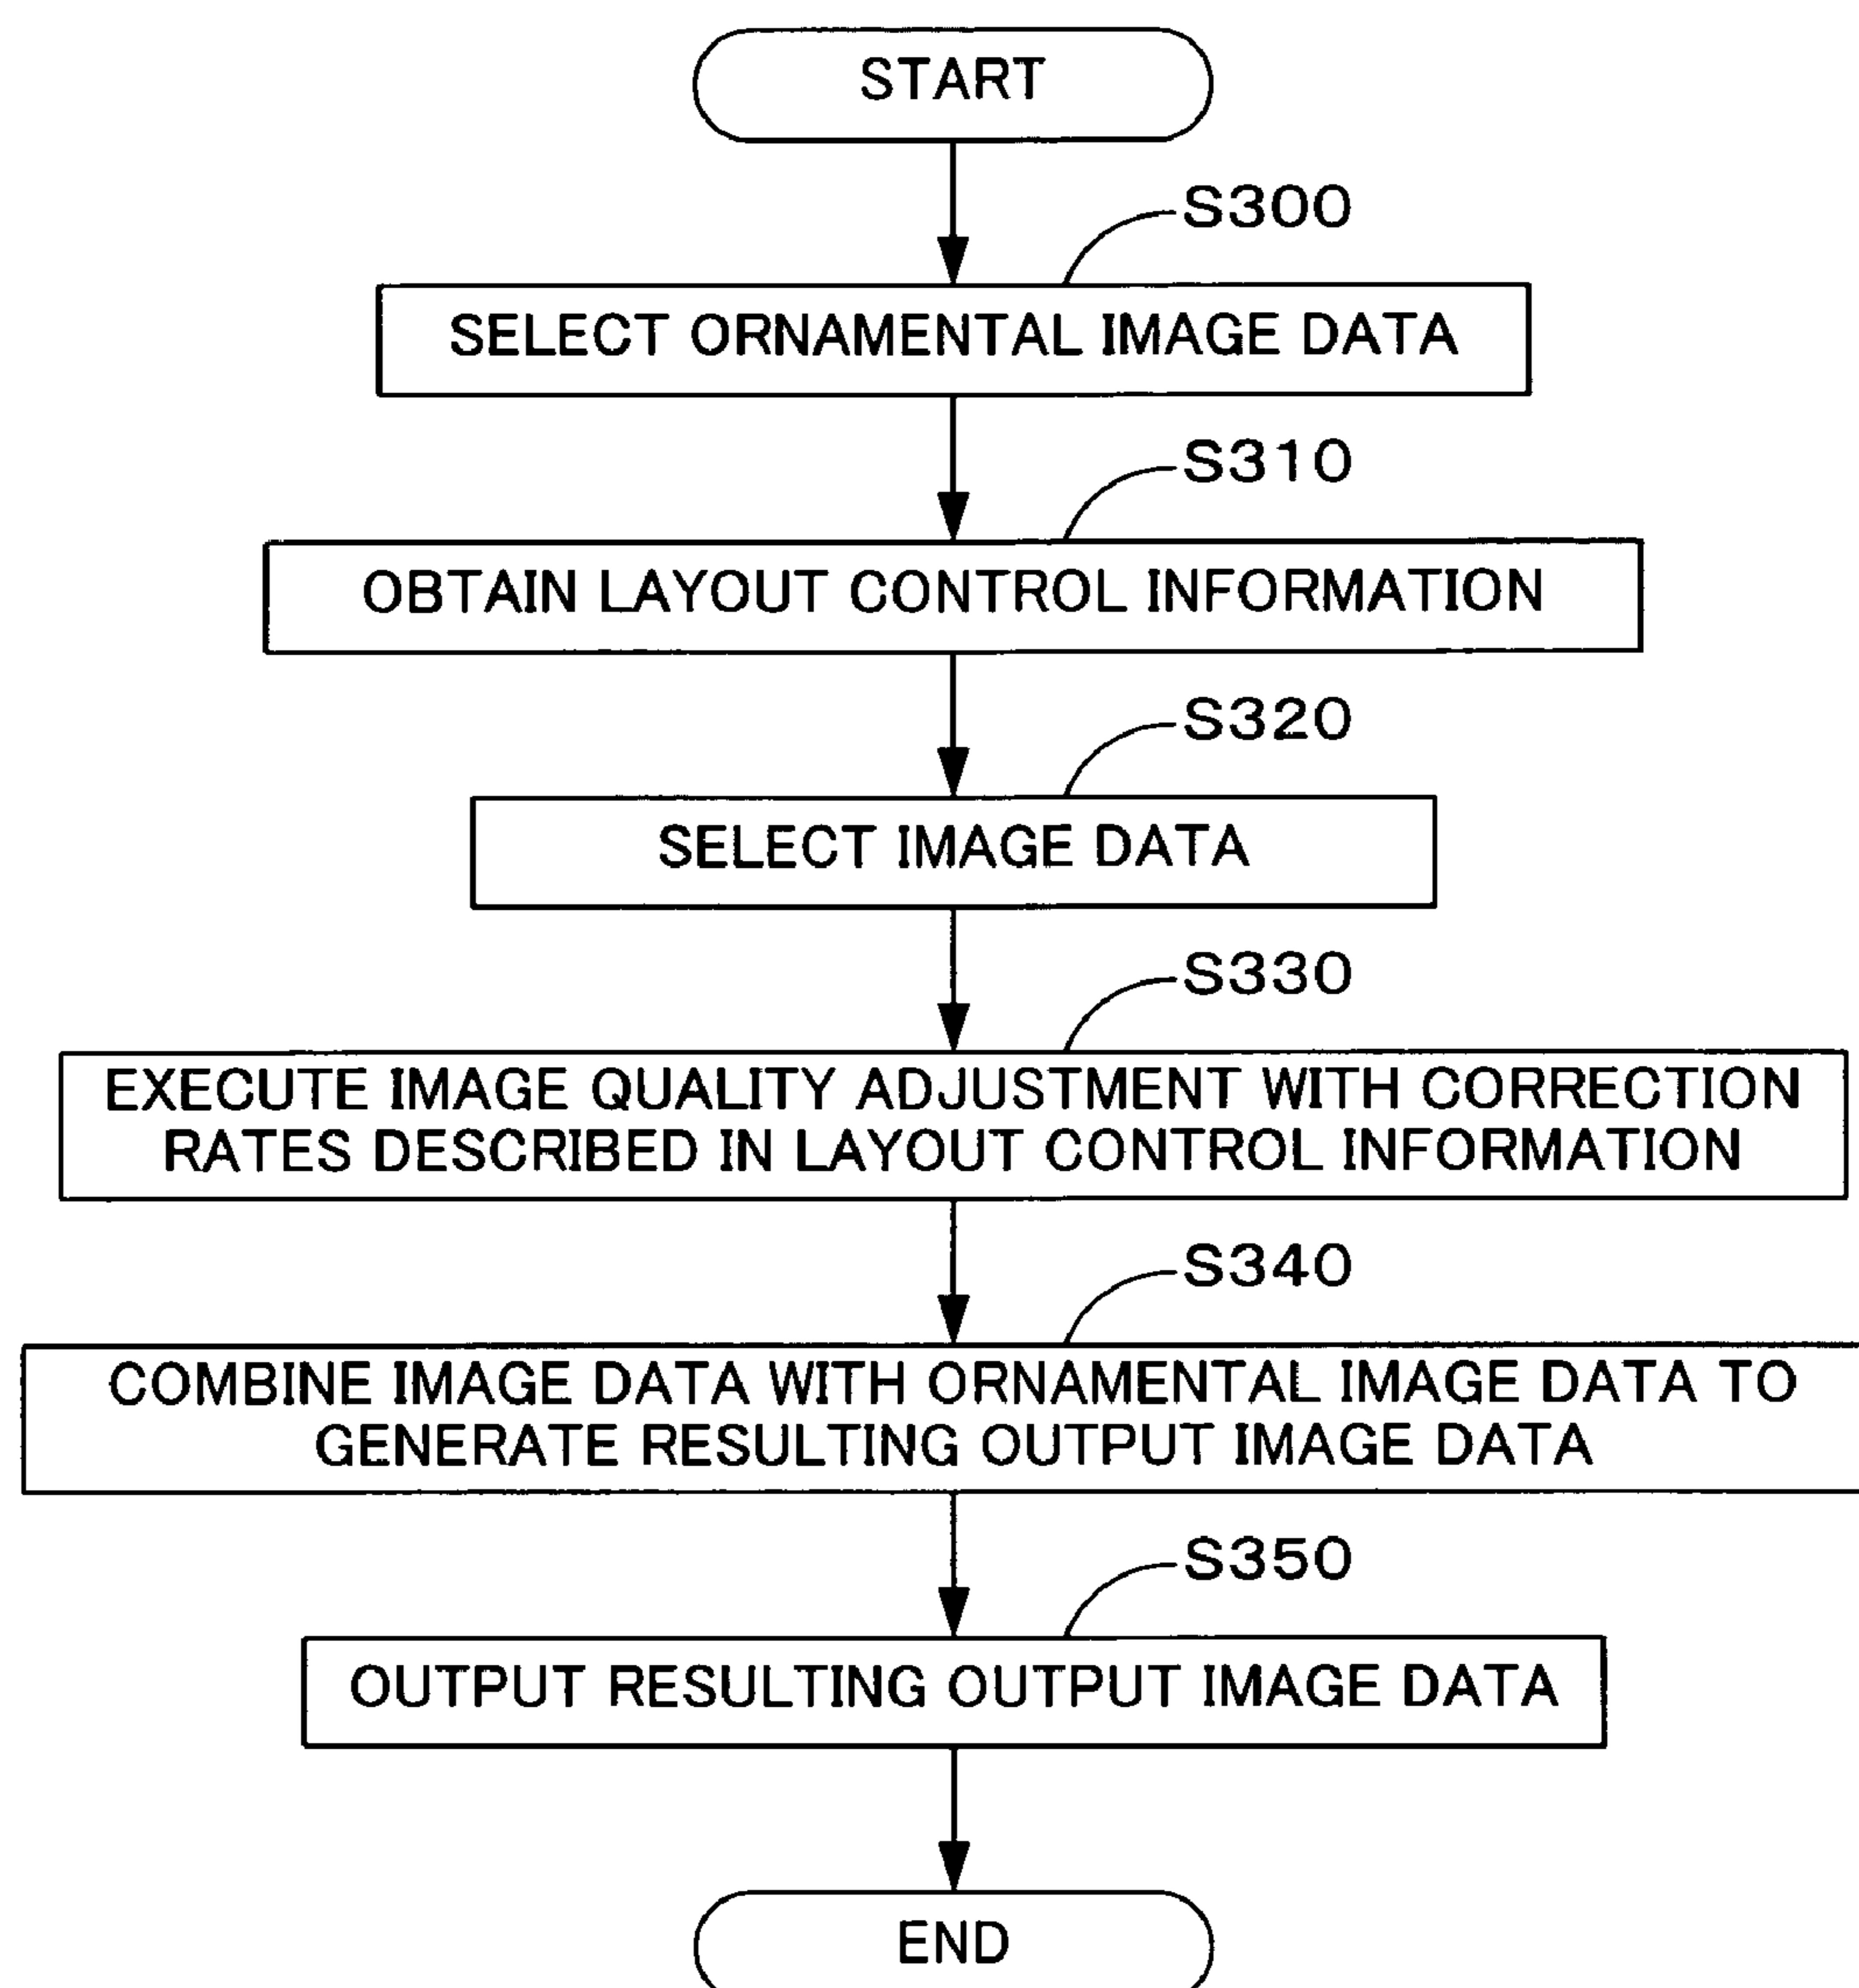 START
S300
SELECT ORNAMENTAL IMAGE DATA
S310
OBTAIN LAYOUT CONTROL INFORMATION
S320
SELECT IMAGE DATA
S330
EXECUTE IMAGE QUALITY ADJUSTMENT WITH CORRECTION
RATES DESCRIBED IN LAYOUT CONTROL INFORMATION
S340
COMBINE IMAGE DATA WITH ORNAMENTAL IMAGE DATA TO
GENERATE RESULTING OUTPUT IMAGE DATA
S350
OUTPUT RESULTING OUTPUT IMAGE DATA
END